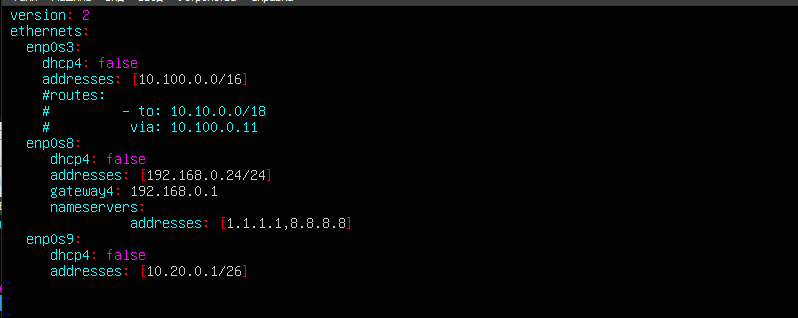 version: 2
ethernets:
  enp0s3:
    dhcp4: false
    addresses: [10.100.0.0/16]
    #routes:
    #         - to: 10.10.0.0/18
    #          via: 10.100.0.11
  enp0s8:
     dhcp4: false
     addresses: [192.168.0.24/24]
     gateway4: 192.168.0.1
     nameservers:
               addresses: [1.1.1.1,8.8.8.8]
  enp0s9:
     dhcp4: false
     addresses: [10.20.0.1/26]
~
~
~